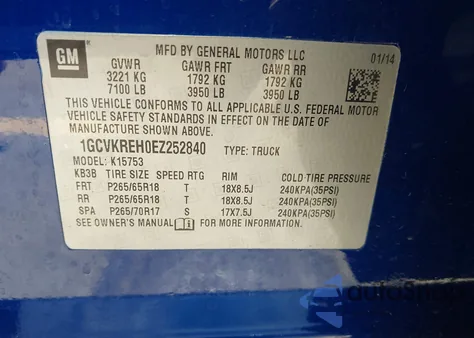 GM
MFD BY GENERAL MOTORS LLC
01/14
GVWR GAWR FRT GAWR RR
3221 KG 1792 KG 1792 KG
7100 LB 3950 LB 3950 LB
THIS VEHICLE CONFORMS TO ALL APPLICABLE U.S. FEDERAL MOTOR
VEHICLE SAFETY STANDARDS IN EFFECT ON THE DATE OF
MANUFACTURE SHOWN ABOVE.
1GCVKREH0EZ252840 TYPE: TRUCK
MODEL: K15753
KB3B TIRE SIZE SPEED RTG RIM COLD TIRE PRESSURE
FRT P265/65R18 T 18X8.5J 240KPA(35PSI)
RR P265/65R18 T 18X8.5J 240KPA(35PSI)
SPA P265/70R17 S 17X7.5J 240KPA(35PSI)
SEE OWNER'S MANUAL FOR MORE INFORMATION.